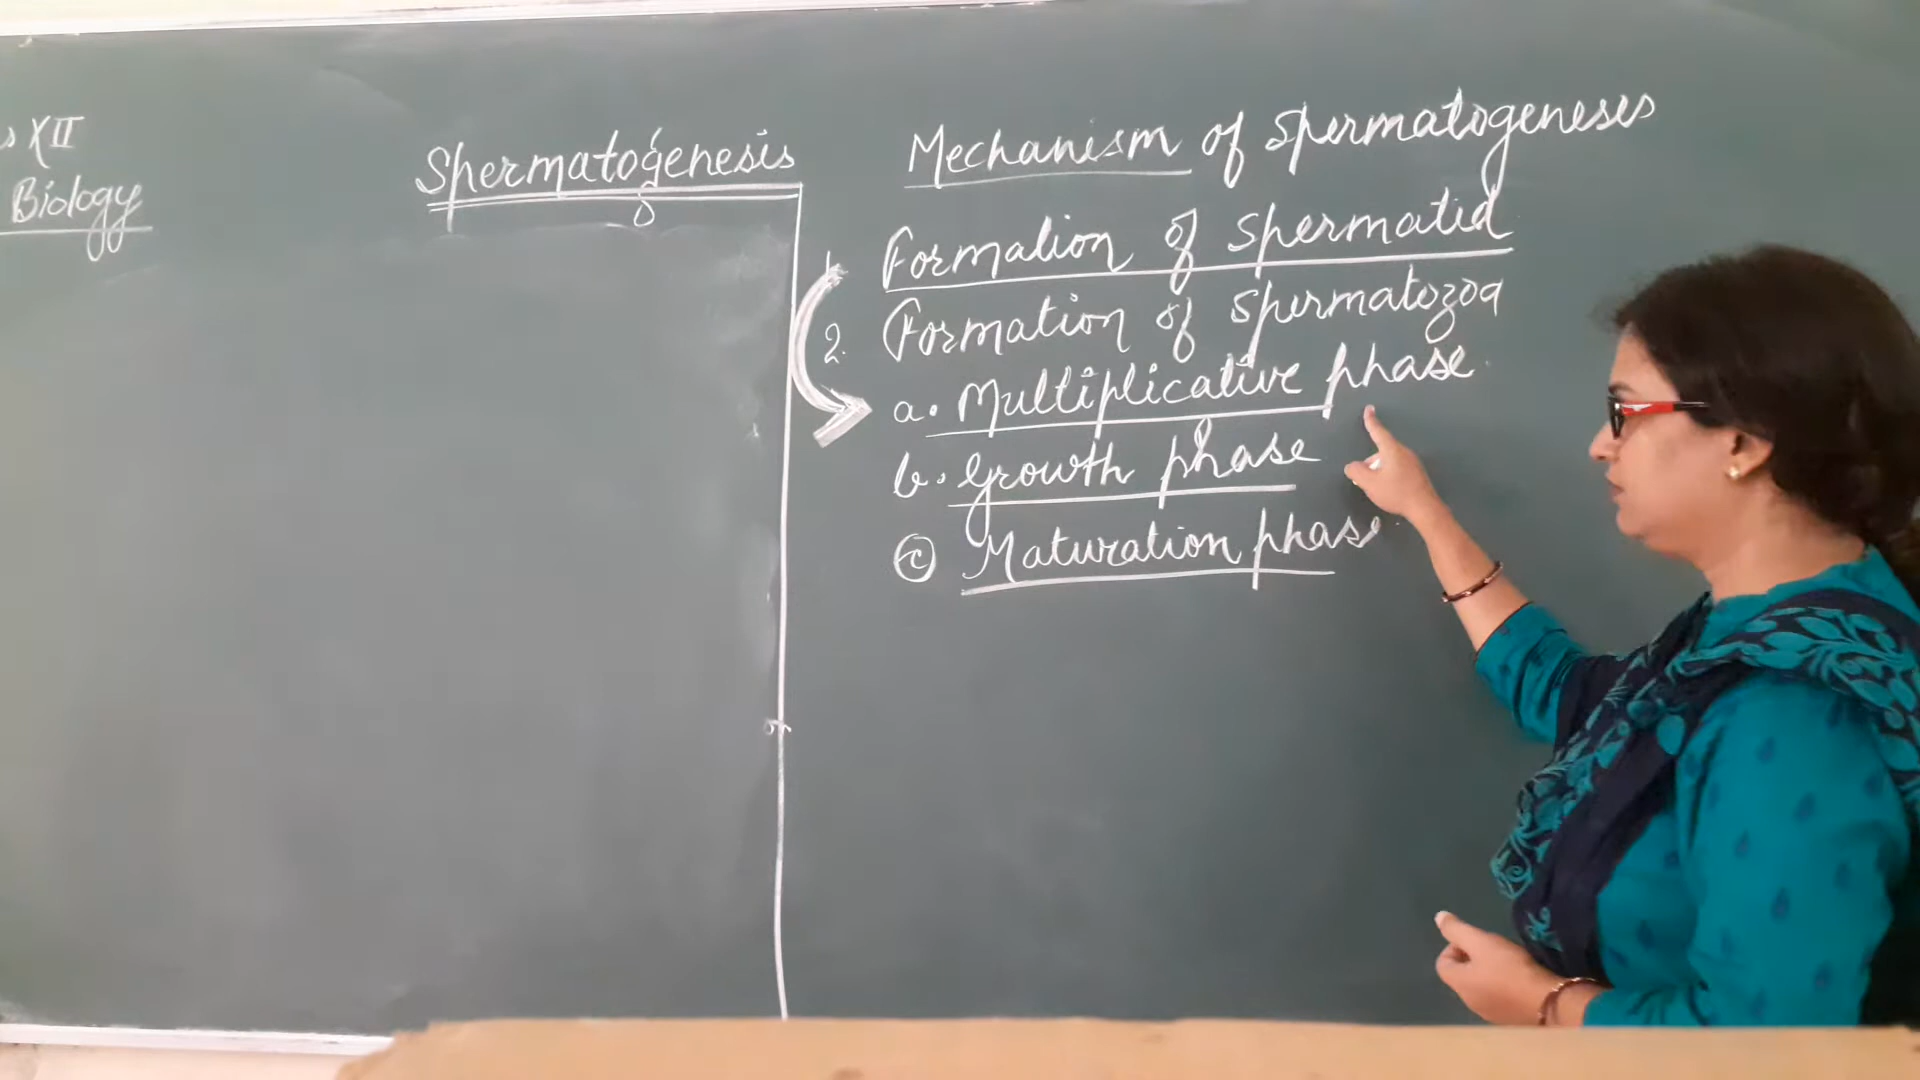 s XII
Biology
Spermatogenesis
Mechanism of spermatogeneses
1 Formation of spermatid
2. Formation of spermatozoa
a. Multiplicative phase
b. Growth phase
c Maturation phase